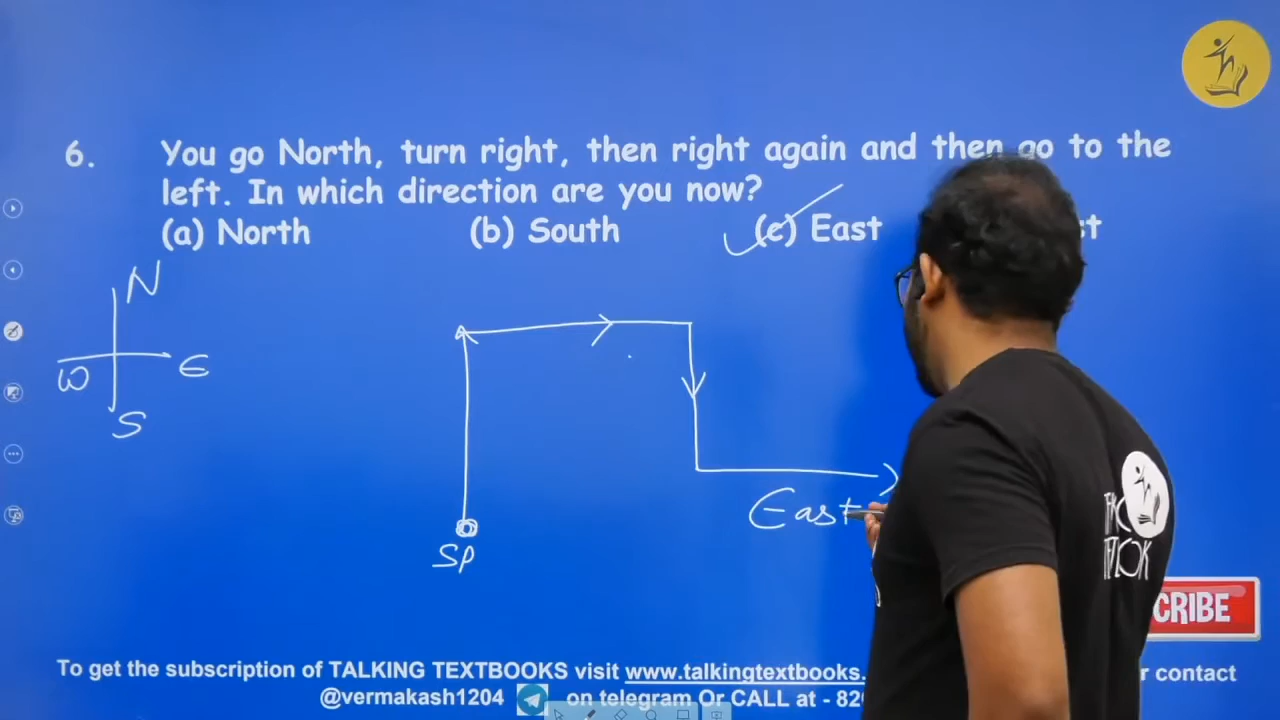 6. You go North, turn right, then right again and then go to the
left. In which direction are you now?
(a) North (b) South (c) East
N
W E
S
SP
East
CRIBE
To get the subscription of TALKING TEXTBOOKS visit www.talkingtextbooks. r contact
@vermakash1204 on telegram Or CALL at - 82